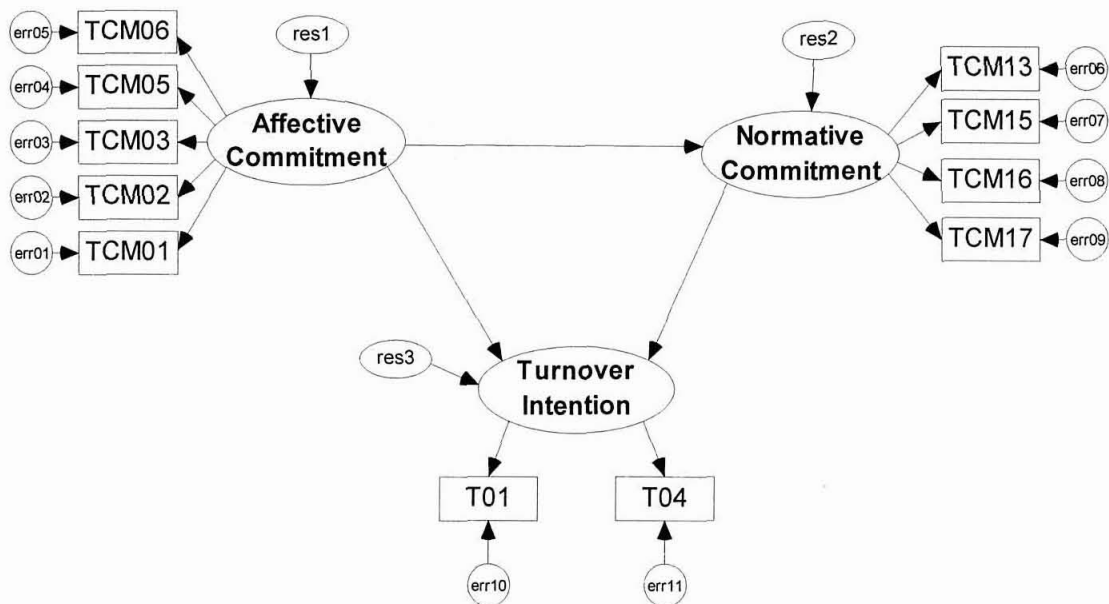 err05
TCM06
err04
TCM05
err03
TCM03
err02
TCM02
err01
TCM01
res1
Affective
Commitment
res2
Normative
Commitment
TCM13
err06
TCM15
err07
TCM16
err08
TCM17
err09
res3
Turnover
Intention
T01
T04
err10
err11